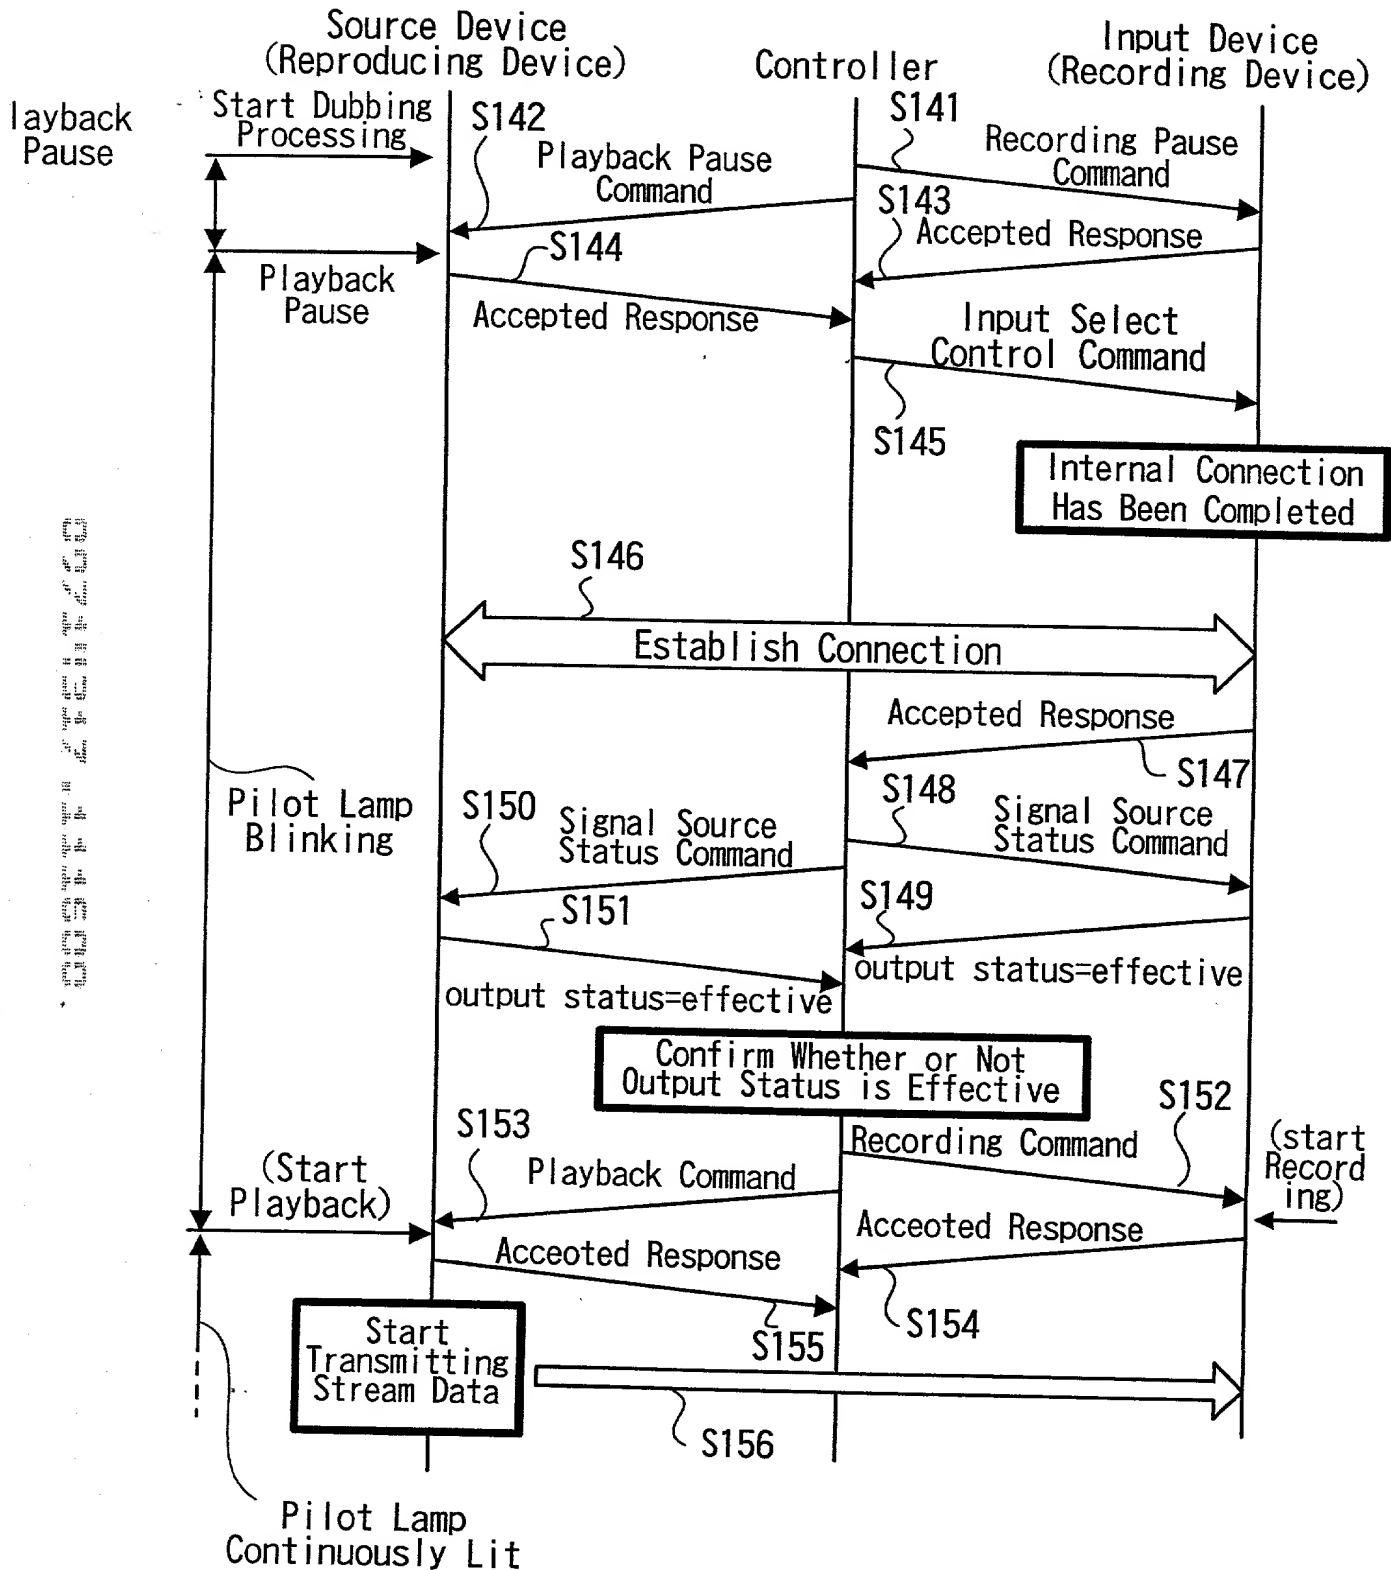 Source Device
(Reproducing Device)
Controller
Input Device
(Recording Device)
layback
Pause
Start Dubbing
Processing
S142
S141
Playback Pause
Command
Recording Pause
Command
S143
Accepted Response
S144
Playback
Pause
Accepted Response
Input Select
Control Command
S145
Internal Connection
Has Been Completed
S146
Establish Connection
Accepted Response
S147
Pilot Lamp
Blinking
S150
Signal Source
Status Command
S148
Signal Source
Status Command
S151
S149
output status=effective
output status=effective
Confirm Whether or Not
Output Status is Effective
S152
S153
Recording Command
(start
Record
ing)
(Start
Playback)
Playback Command
Acceoted Response
Acceoted Response
S154
S155
Start
Transmitting
Stream Data
S156
Pilot Lamp
Continuously Lit